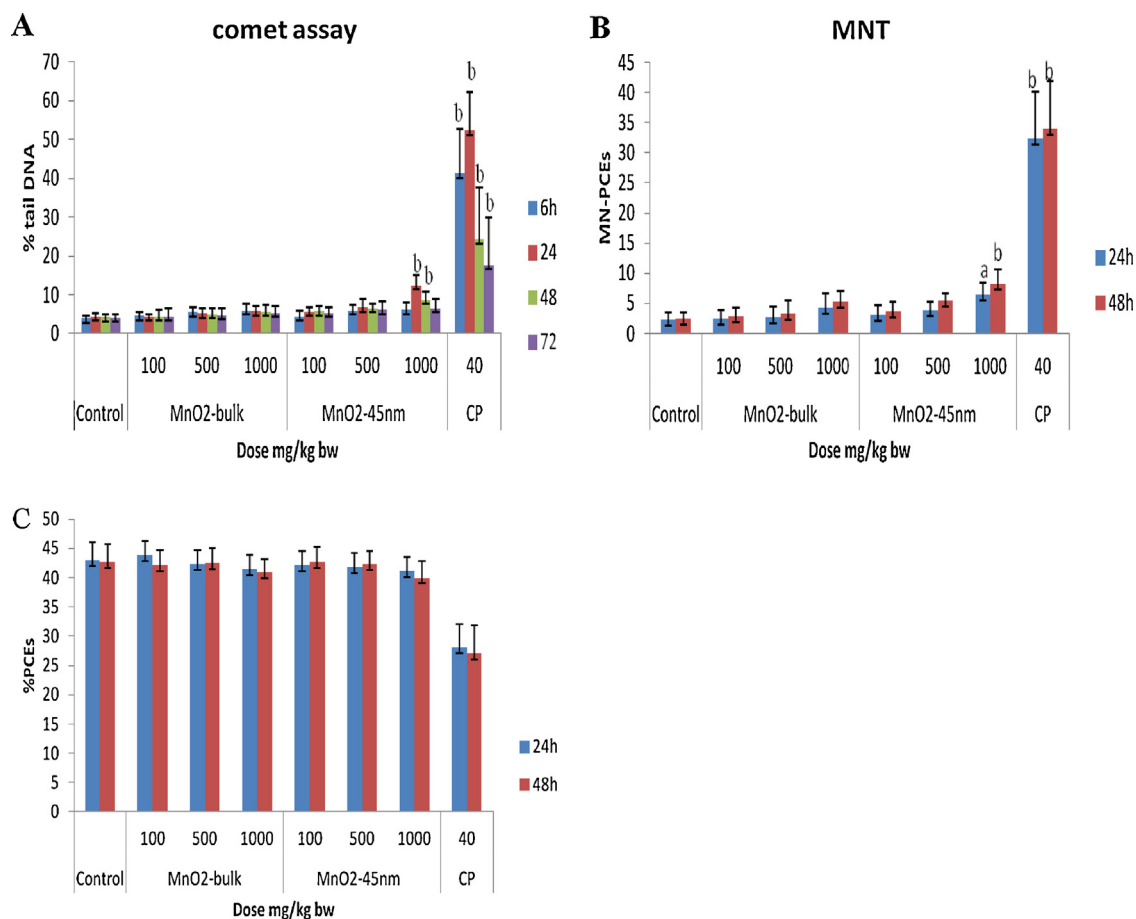 A
comet assay
% tail DNA
70
60
50
40
30
20
10
0
b
b
b
b
b
b
6h
24
48
72
100 500 1000 100 500 1000 40
Control MnO2-bulk MnO2-45nm CP
Dose mg/kg bw
B
MNT
MN-PCEs
45
40
35
30
25
20
15
10
5
0
a
b
b
b
24h
48h
100 500 1000 100 500 1000 40
Control MnO2-bulk MnO2-45nm CP
Dose mg/kg bw
C
%PCEs
50
45
40
35
30
25
20
15
10
5
0
24h
48h
100 500 1000 100 500 1000 40
Control MnO2-bulk MnO2-45nm CP
Dose mg/kg bw